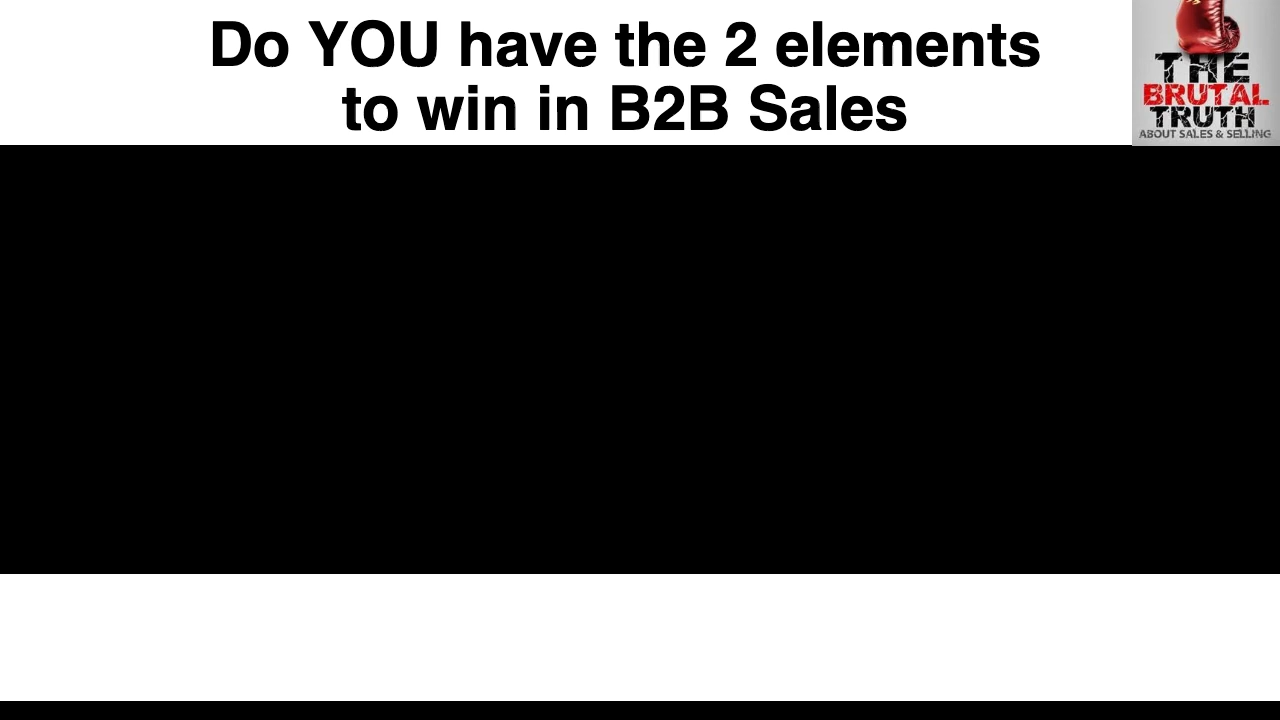 Do YOU have the 2 elements
to win in B2B Sales
THE
BRUTAL
TRUTH
ABOUT SALES & SELLING